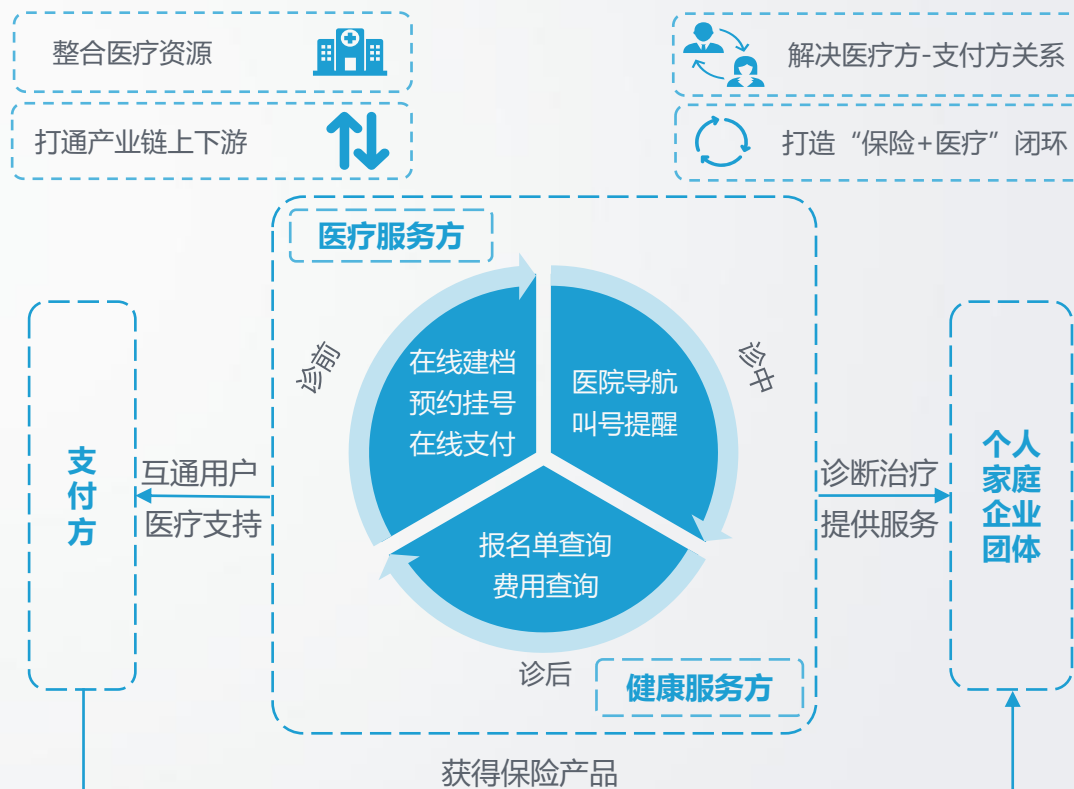 整合医疗资源
解决医疗方-支付方关系
打通产业链上下游
打造“保险+医疗”闭环
医疗服务方
诊前
诊中
在线建档
预约挂号
在线支付
医院导航
叫号提醒
报名单查询
费用查询
诊后
健康服务方
支
付
方
互通用户
医疗支持
诊断治疗
提供服务
个人
家庭
企业
团体
获得保险产品